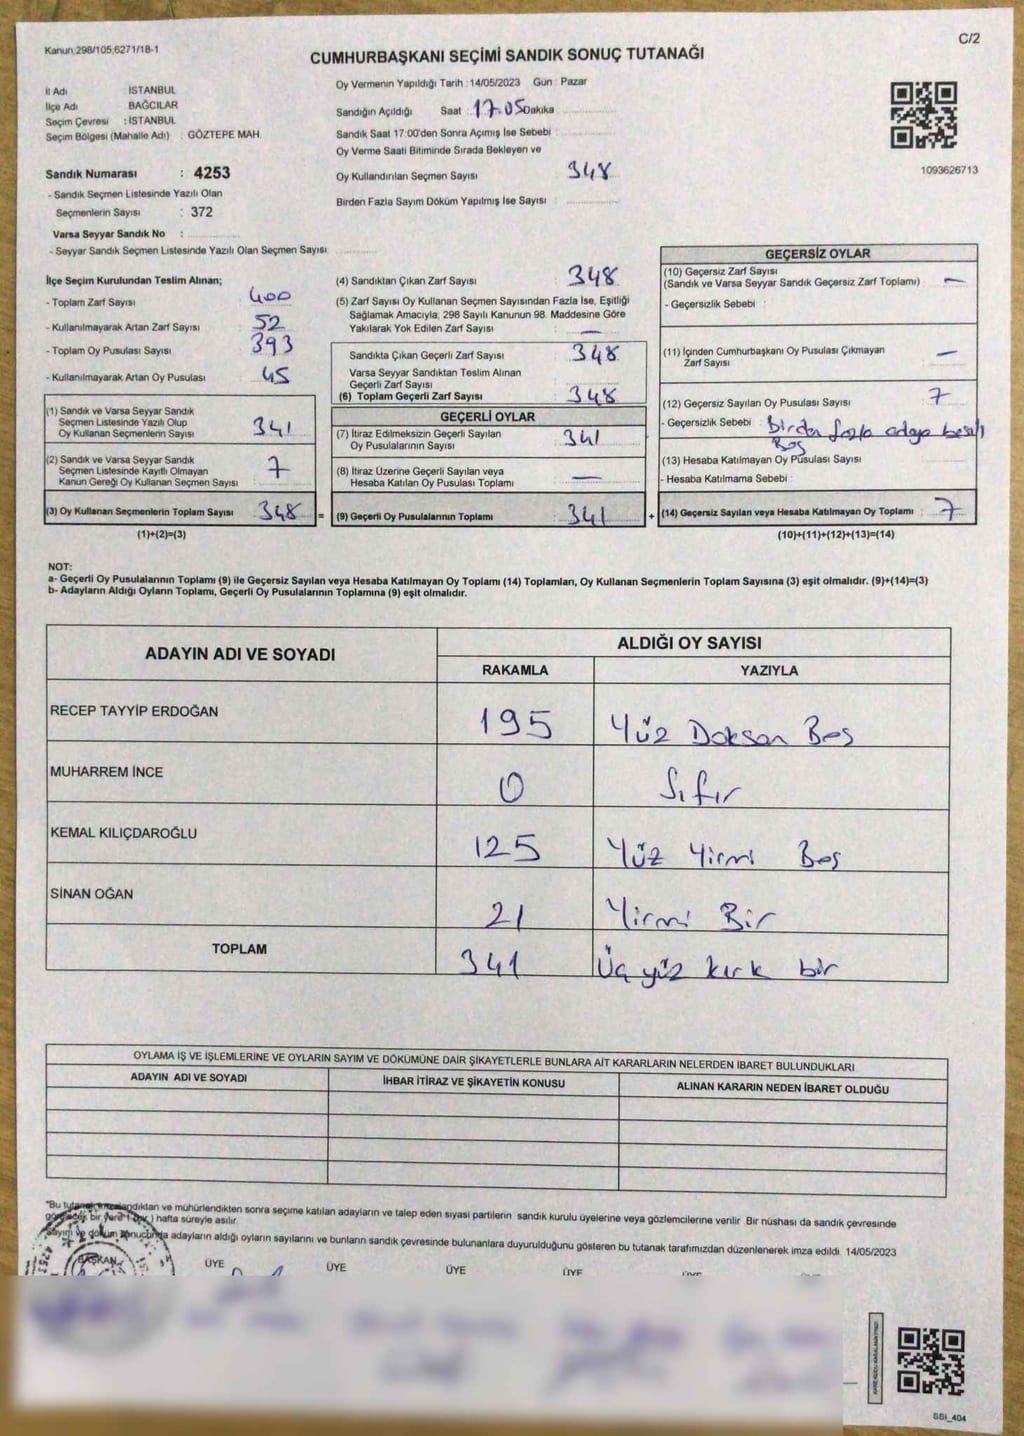 Kanun 298/105,6271/18-1
C/2
CUMHURBAŞKANI SEÇİMİ SANDIK SONUÇ TUTANAĞI
İl Adı İSTANBUL
İlçe Adı BAĞCILAR
Seçim Çevresi : İSTANBUL
Seçim Bölgesi (Mahalle Adı) : GÖZTEPE MAH.
Sandık Numarası : 4253
- Sandık Seçmen Listesinde Yazılı Olan
Seçmenlerin Sayısı : 372
Varsa Seyyar Sandık No :
- Seyyar Sandık Seçmen Listesinde Yazılı Olan Seçmen Sayısı
Oy Vermenin Yapıldığı Tarih : 14/05/2023 Gün : Pazar
Sandığın Açıldığı Saat : 17.05 Dakika
Sandık Saat 17:00'den Sonra Açımış İse Sebebi :
Oy Verme Saati Bitiminde Sırada Bekleyen ve
Oy Kullandırılan Seçmen Sayısı : 348
Birden Fazla Sayım Döküm Yapılmış İse Sayısı :
1093626713
İlçe Seçim Kurulundan Teslim Alınan;
- Toplam Zarf Sayısı 400
- Kullanılmayarak Artan Zarf Sayısı 52
- Toplam Oy Pusulası Sayısı 393
- Kullanılmayarak Artan Oy Pusulası 45
(1) Sandık ve Varsa Seyyar Sandık
Seçmen Listesinde Yazılı Olup
Oy Kullanan Seçmenlerin Sayısı 341
(2) Sandık ve Varsa Seyyar Sandık
Seçmen Listesinde Kayıtlı Olmayan
Kanun Gereği Oy Kullanan Seçmen Sayısı : 7
(3) Oy Kullanan Seçmenlerin Toplam Sayısı 348 =
(1)+(2)=(3)
(4) Sandıktan Çıkan Zarf Sayısı : 348
(5) Zarf Sayısı Oy Kullanan Seçmen Sayısından Fazla İse, Eşitliği
Sağlamak Amacıyla, 298 Sayılı Kanunun 98. Maddesine Göre
Yakılarak Yok Edilen Zarf Sayısı : —
Sandıkta Çıkan Geçerli Zarf Sayısı : 348
Varsa Seyyar Sandıktan Teslim Alınan
Geçerli Zarf Sayısı
(6) Toplam Geçerli Zarf Sayısı : 348
GEÇERLİ OYLAR
(7) İtiraz Edilmeksizin Geçerli Sayılan
Oy Pusulalarının Sayısı : 341
(8) İtiraz Üzerine Geçerli Sayılan veya
Hesaba Katılan Oy Pusulası Toplamı : —
(9) Geçerli Oy Pusulalarının Toplamı : 341 +
GEÇERSİZ OYLAR
(10) Geçersiz Zarf Sayısı
(Sandık ve Varsa Seyyar Sandık Geçersiz Zarf Toplamı) : —
- Geçersizlik Sebebi :
(11) İçinden Cumhurbaşkanı Oy Pusulası Çıkmayan
Zarf Sayısı : —
(12) Geçersiz Sayılan Oy Pusulası Sayısı : 7
- Geçersizlik Sebebi : Birden fazla adaya basılı
Boş
(13) Hesaba Katılmayan Oy Pusulası Sayısı :
- Hesaba Katılmama Sebebi :
(14) Geçersiz Sayılan veya Hesaba Katılmayan Oy Toplamı : 7
(10)+(11)+(12)+(13)=(14)
NOT:
a- Geçerli Oy Pusulalarının Toplamı (9) ile Geçersiz Sayılan veya Hesaba Katılmayan Oy Toplamı (14) Toplamları, Oy Kullanan Seçmenlerin Toplam Sayısına (3) eşit olmalıdır. (9)+(14)=(3)
b- Adayların Aldığı Oyların Toplamı, Geçerli Oy Pusulalarının Toplamına (9) eşit olmalıdır.
ADAYIN ADI VE SOYADI ALDIĞI OY SAYISI
RAKAMLA YAZIYLA
RECEP TAYYİP ERDOĞAN 195 Yüz Doksan Beş
MUHARREM İNCE 0 Sıfır
KEMAL KILIÇDAROĞLU 125 Yüz Yirmi Beş
SİNAN OĞAN 21 Yirmi Bir
TOPLAM 341 Üç yüz kırk bir
OYLAMA İŞ VE İŞLEMLERİNE VE OYLARIN SAYIM VE DÖKÜMÜNE DAİR ŞİKAYETLERLE BUNLARA AİT KARARLARIN NELERDEN İBARET BULUNDUKLARI
ADAYIN ADI VE SOYADI İHBAR İTİRAZ VE ŞİKAYETİN KONUSU ALINAN KARARIN NEDEN İBARET OLDUĞU
"Bu ve mühürlendikten sonra seçime katılan adayların ve talep eden siyasi partilerin sandık kurulu üyelerine veya gözlemcilerine verilir. Bir nüshası da sandık çevresinde
bir yere hafta süreyle asılır.
Sayım ve döküm sonucunda adayların aldığı oyların sayılarını ve bunların sandık çevresinde bulunanlara duyurulduğunu gösteren bu tutanak tarafımızdan düzenlenerek imza edildi. 14/05/2023
BAŞKAN ÜYE ÜYE ÜYE ÜYE
SSI_404